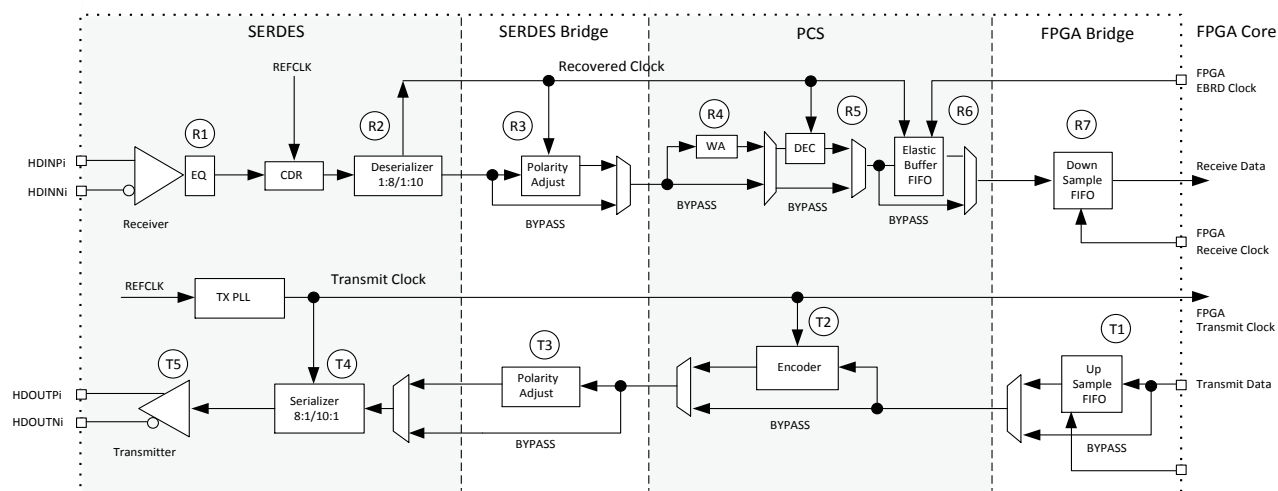 SERDES
SERDES Bridge
PCS
FPGA Bridge
FPGA Core
REFCLK
Recovered Clock
FPGA
EBRD Clock
R1
R2
R3
R4
R5
R6
R7
HDINPi
HDINNi
EQ
CDR
Deserializer
1:8/1:10
Polarity
Adjust
WA
DEC
Elastic
Buffer
FIFO
Down
Sample
FIFO
Receive Data
Receiver
BYPASS
BYPASS
BYPASS
BYPASS
FPGA
Receive Clock
REFCLK
TX PLL
Transmit Clock
FPGA
Transmit Clock
T5
T4
T3
T2
T1
HDOUTPi
HDOUTNi
Serializer
8:1/10:1
Polarity
Adjust
Encoder
Up
Sample
FIFO
Transmit Data
Transmitter
BYPASS
BYPASS
BYPASS